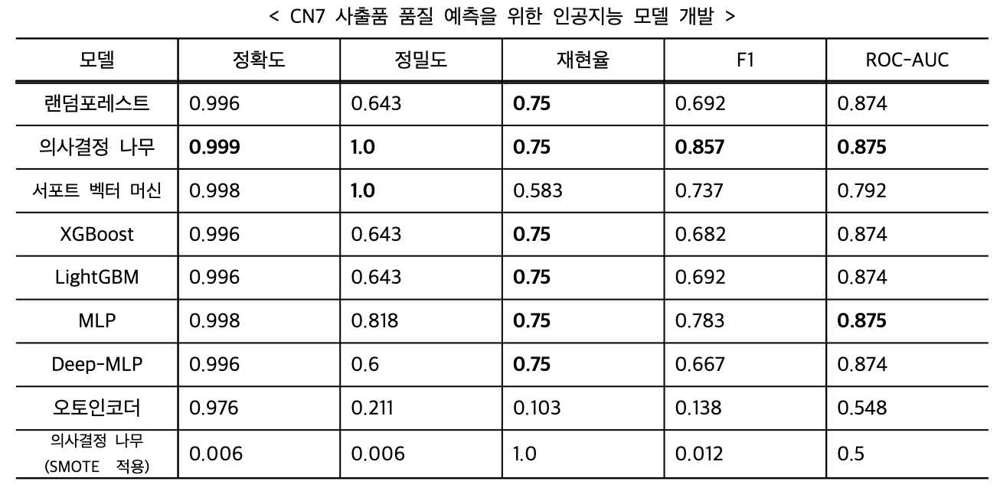 < CN7 사출품 품질 예측을 위한 인공지능 모델 개발 >
모델 정확도 정밀도 재현율 F1 ROC-AUC
랜덤포레스트 0.996 0.643 0.75 0.692 0.874
의사결정 나무 0.999 1.0 0.75 0.857 0.875
서포트 벡터 머신 0.998 1.0 0.583 0.737 0.792
XGBoost 0.996 0.643 0.75 0.682 0.874
LightGBM 0.996 0.643 0.75 0.692 0.874
MLP 0.998 0.818 0.75 0.783 0.875
Deep-MLP 0.996 0.6 0.75 0.667 0.874
오토인코더 0.976 0.211 0.103 0.138 0.548
의사결정 나무
(SMOTE 적용) 0.006 0.006 1.0 0.012 0.5